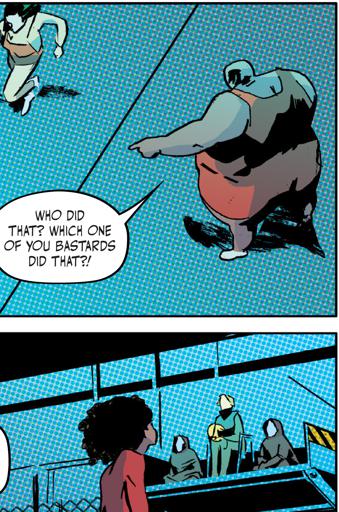 WHO DID
THAT? WHICH ONE
OF YOU BASTARDS
DID THAT?!